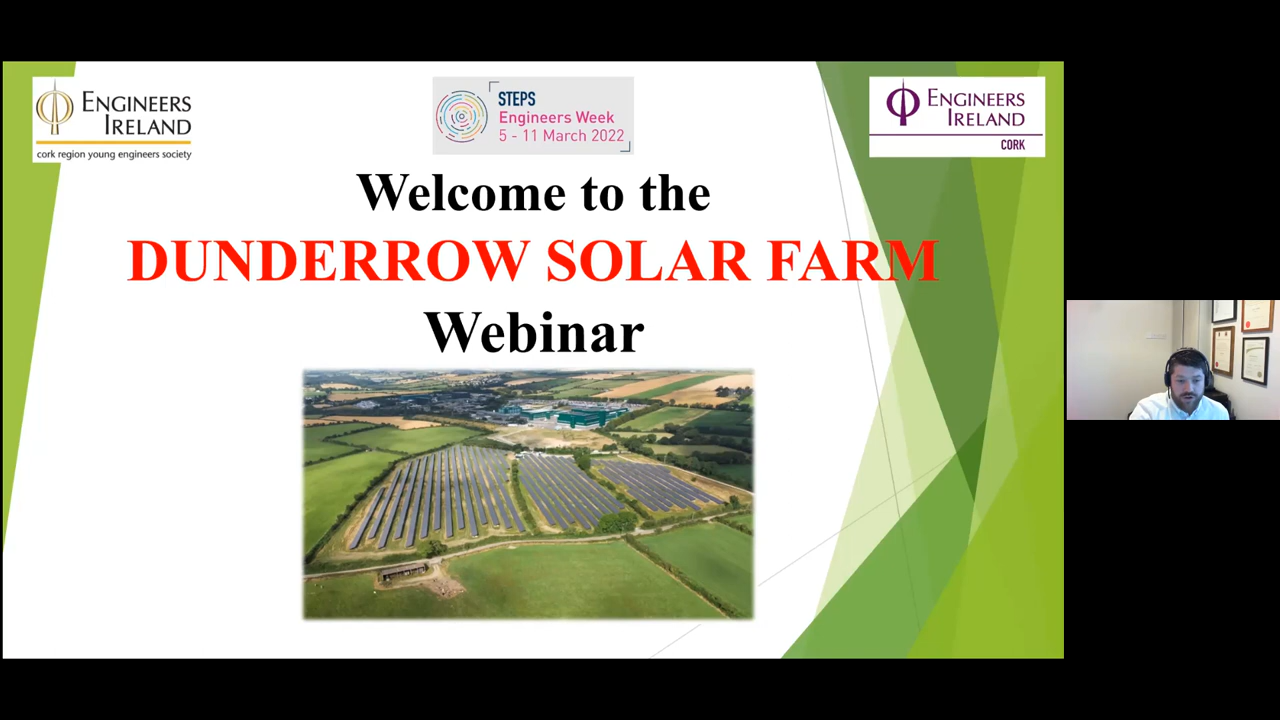 ENGINEERS
IRELAND
cork region young engineers society
STEPS
Engineers Week
5 - 11 March 2022
ENGINEERS
IRELAND
CORK
Welcome to the
DUNDERROW SOLAR FARM
Webinar